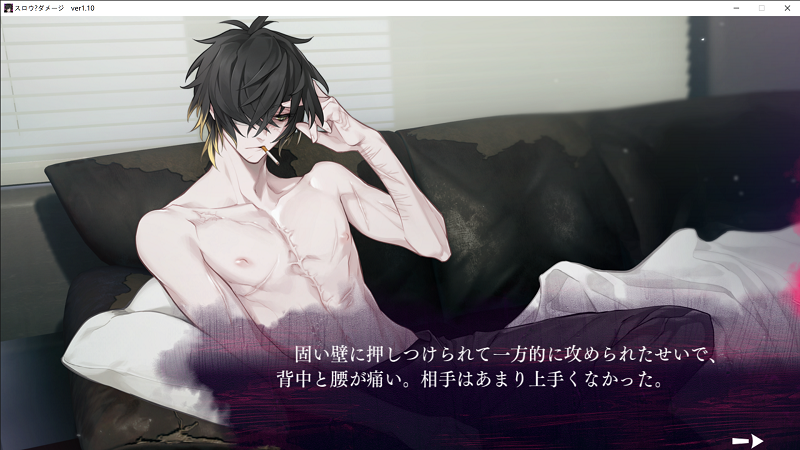 スロウ?ダメージ ver1.10
固い壁に押しつけられて一方的に攻められたせいで、
背中と腰が痛い。相手はあまり上手くなかった。